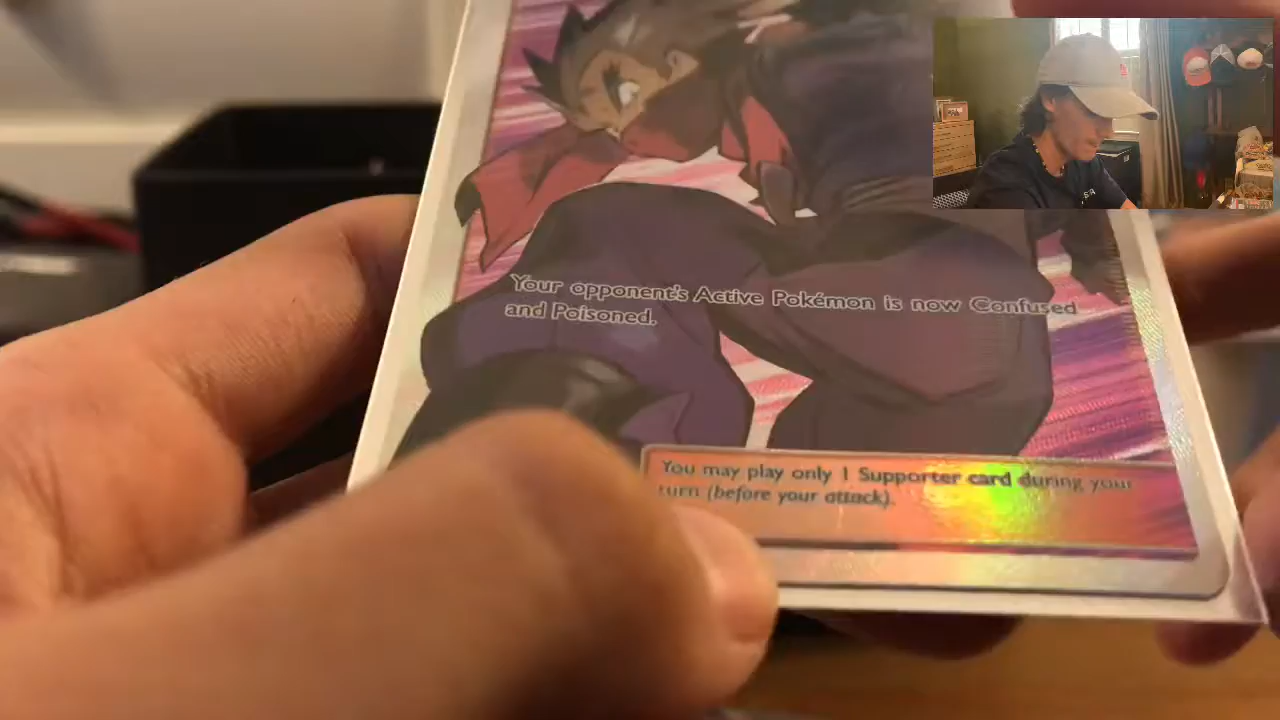 Your opponent's Active Pokémon is now Confused
and Poisoned.
You may play only 1 Supporter card during your
turn (before your attack).